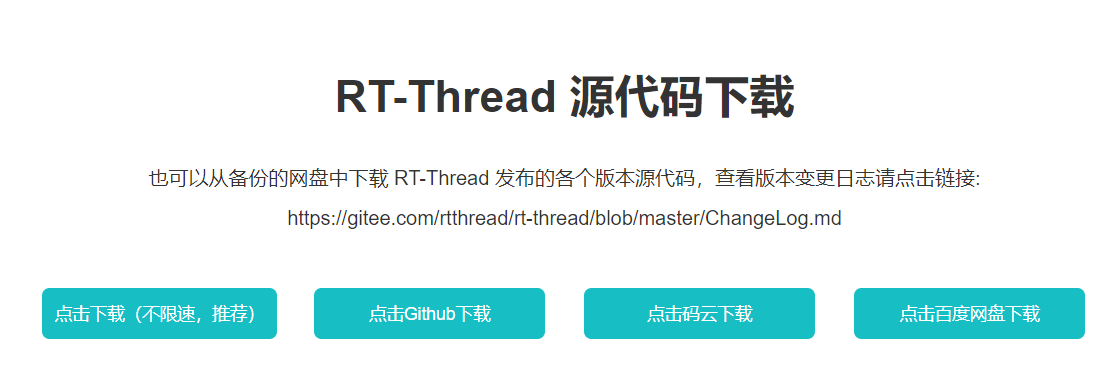 RT-Thread 源代码下载
也可以从备份的网盘中下载 RT-Thread 发布的各个版本源代码，查看版本变更日志请点击链接:
https://gitee.com/rtthread/rt-thread/blob/master/ChangeLog.md
点击下载（不限速，推荐）
点击Github下载
点击码云下载
点击百度网盘下载